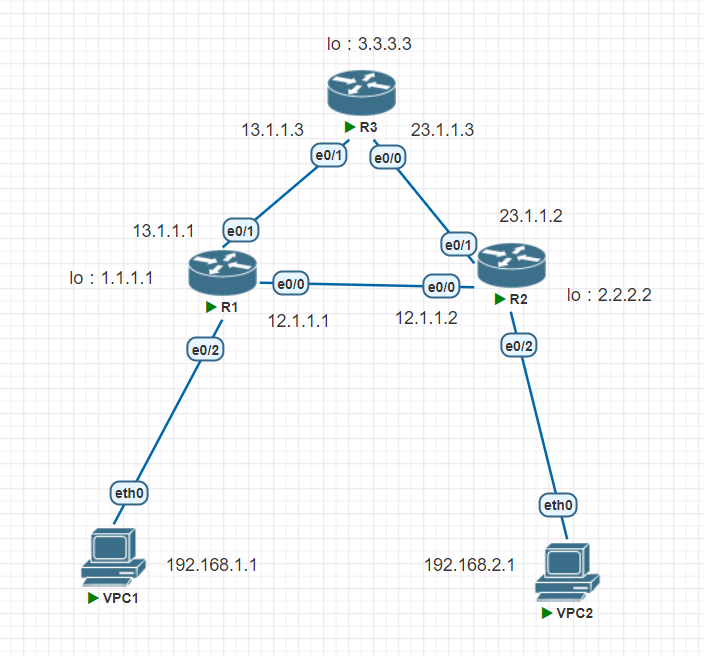 lo : 3.3.3.3
R3
13.1.1.3
23.1.1.3
e0/1
e0/0
23.1.1.2
13.1.1.1
e0/1
e0/1
lo : 1.1.1.1
e0/0
e0/0
R2
lo : 2.2.2.2
R1
12.1.1.1
12.1.1.2
e0/2
e0/2
eth0
eth0
192.168.1.1
192.168.2.1
VPC1
VPC2